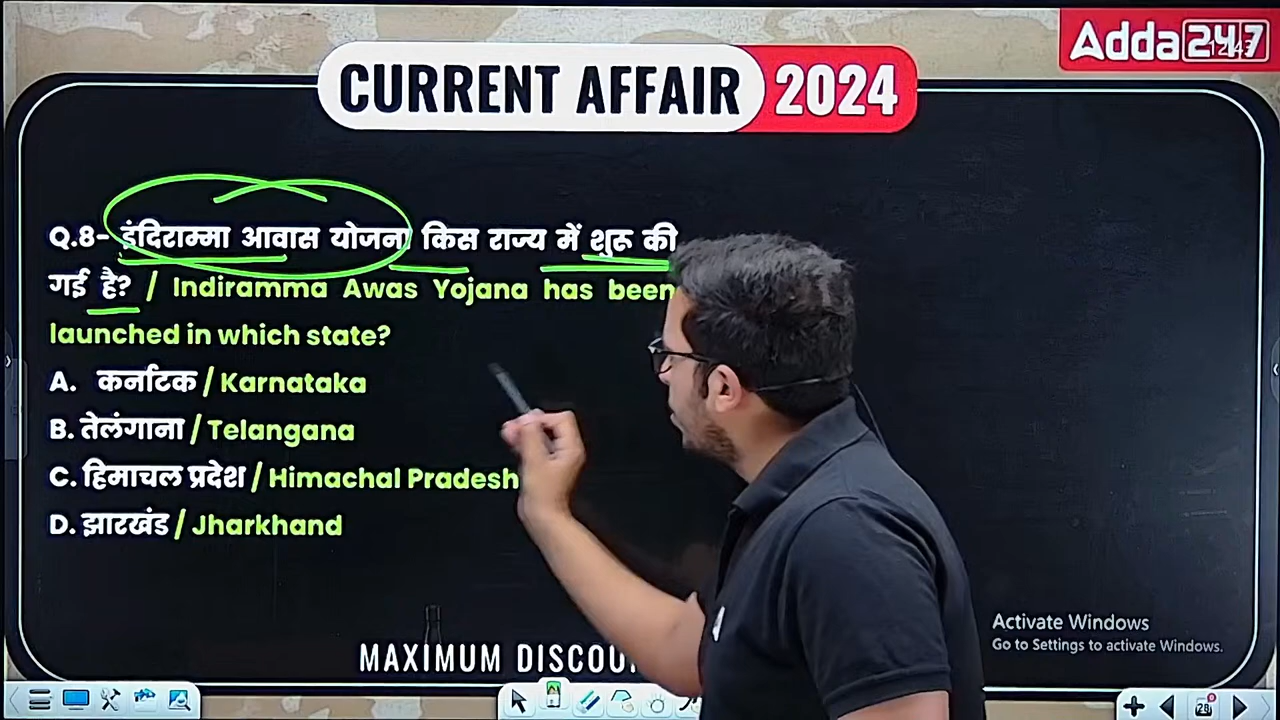 Adda247
CURRENT AFFAIR 2024
Q.8- इंदिराम्मा आवास योजना किस राज्य में शुरू की
गई है? / Indiramma Awas Yojana has been
launched in which state?
A. कर्नाटक / Karnataka
B. तेलंगाना / Telangana
C. हिमाचल प्रदेश / Himachal Pradesh
D. झारखंड / Jharkhand
Activate Windows
Go to Settings to activate Windows.
MAXIMUM